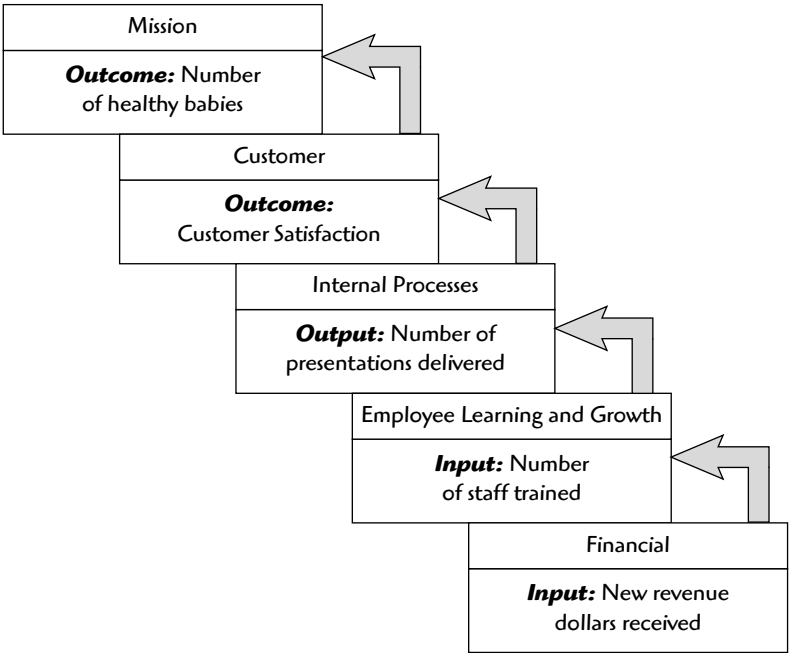 Mission
Outcome: Number
of healthy babies
Customer
Outcome:
Customer Satisfaction
Internal Processes
Output: Number of
presentations delivered
Employee Learning and Growth
Input: Number
of staff trained
Financial
Input: New revenue
dollars received